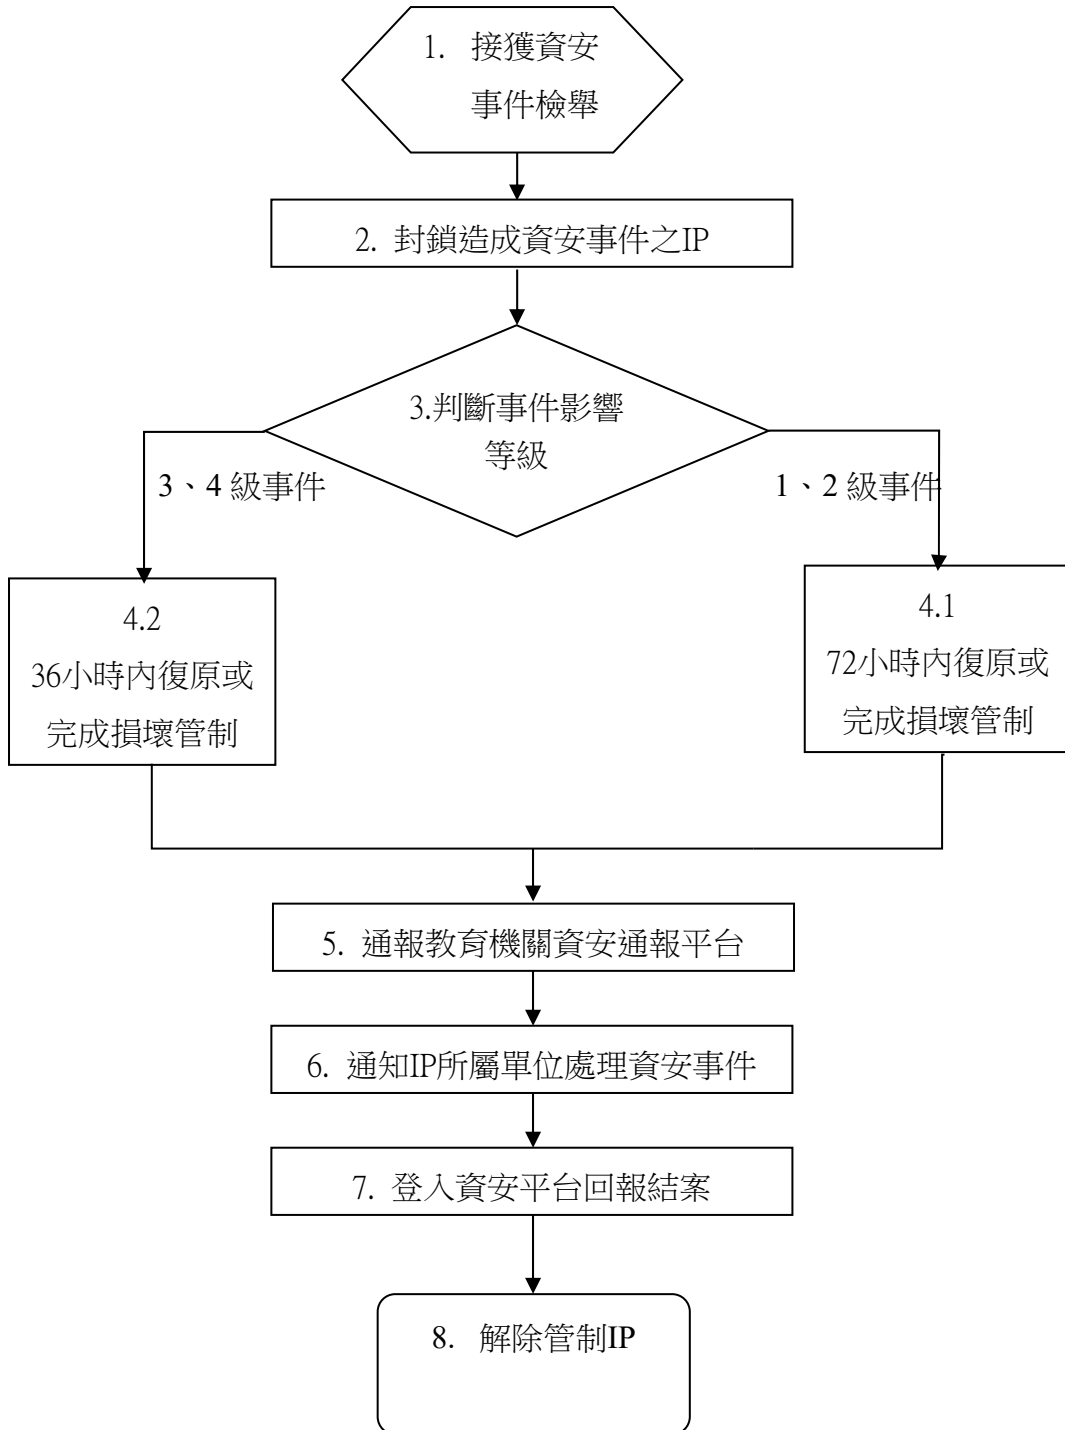 1. 接獲資安
事件檢舉
2. 封鎖造成資安事件之IP
3.判斷事件影響
等級
3、4 級事件
1、2 級事件
4.2
36小時內復原或
完成損壞管制
4.1
72小時內復原或
完成損壞管制
5. 通報教育機關資安通報平台
6. 通知IP所屬單位處理資安事件
7. 登入資安平台回報結案
8. 解除管制IP